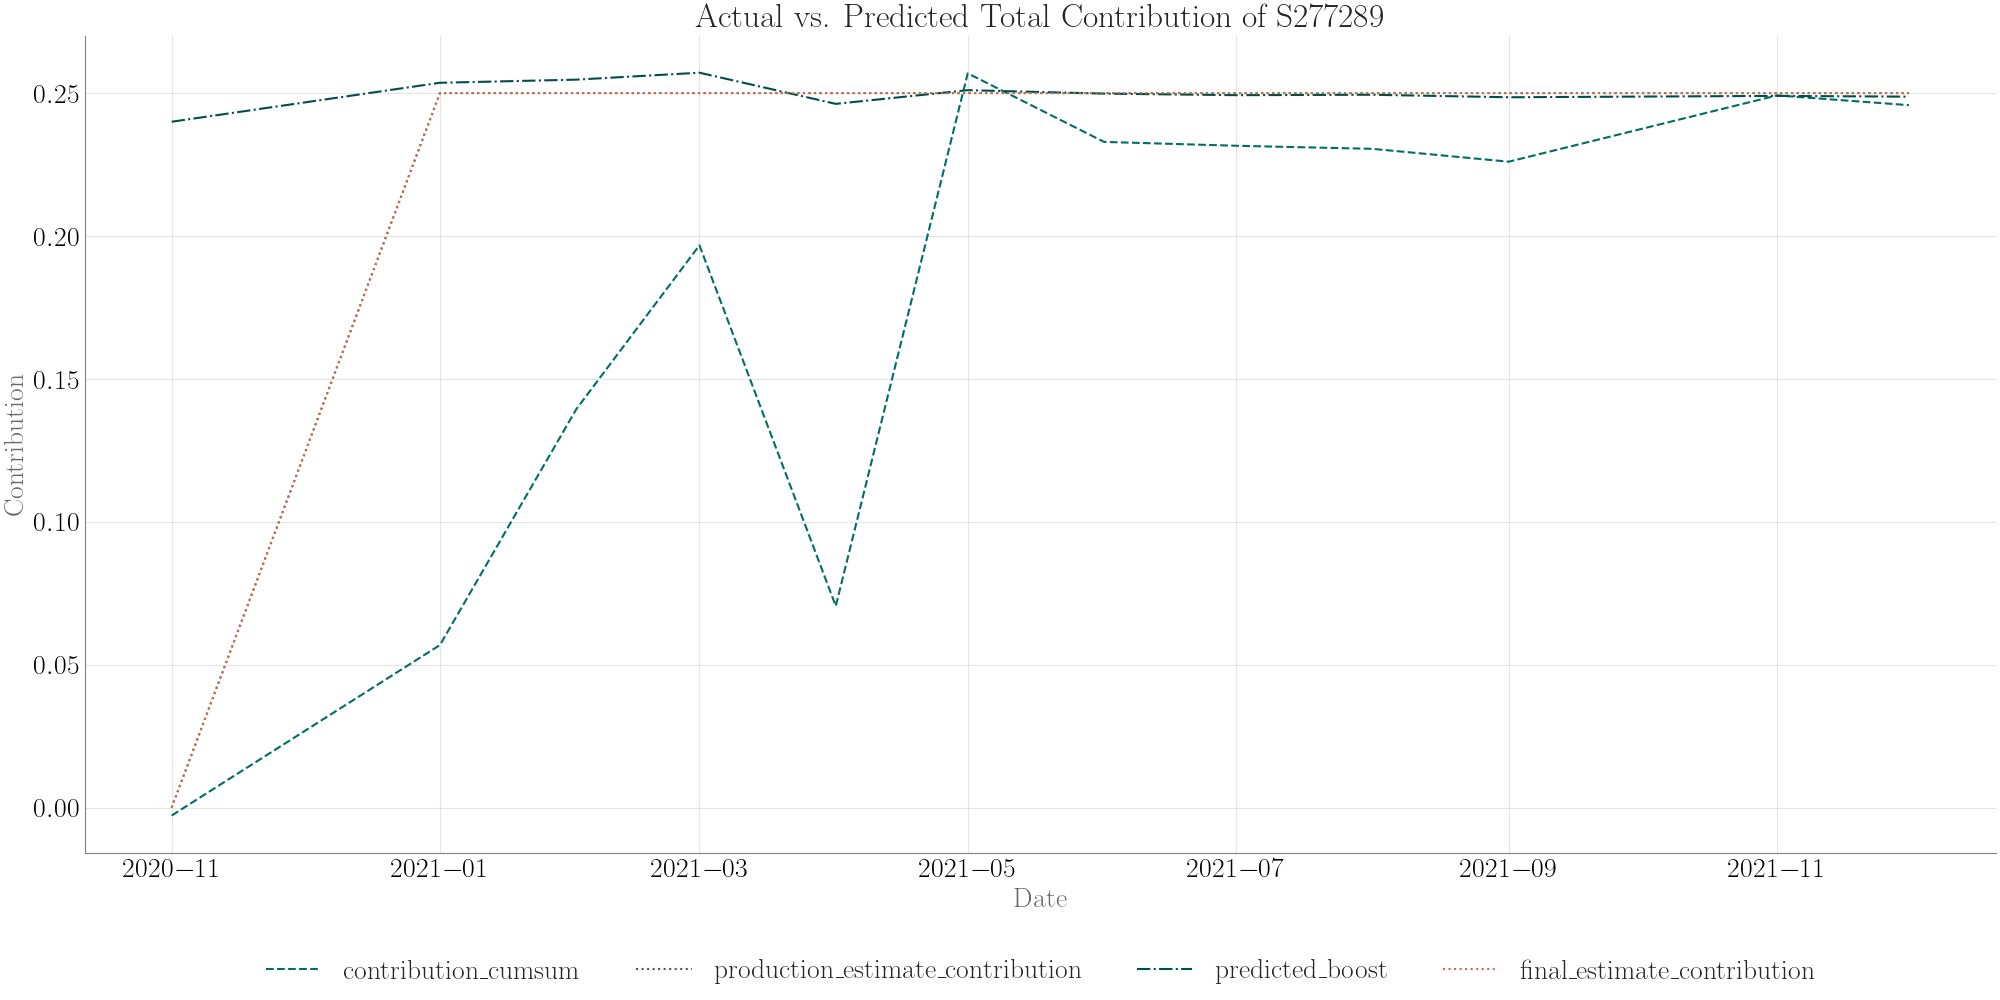 Actual vs. Predicted Total Contribution of S277289
0.25
0.20
0.15
0.10
0.05
0.00
Contribution
2020−11 2021−01 2021−03 2021−05 2021−07 2021−09 2021−11
Date
contribution_cumsum production_estimate_contribution predicted_boost final_estimate_contribution